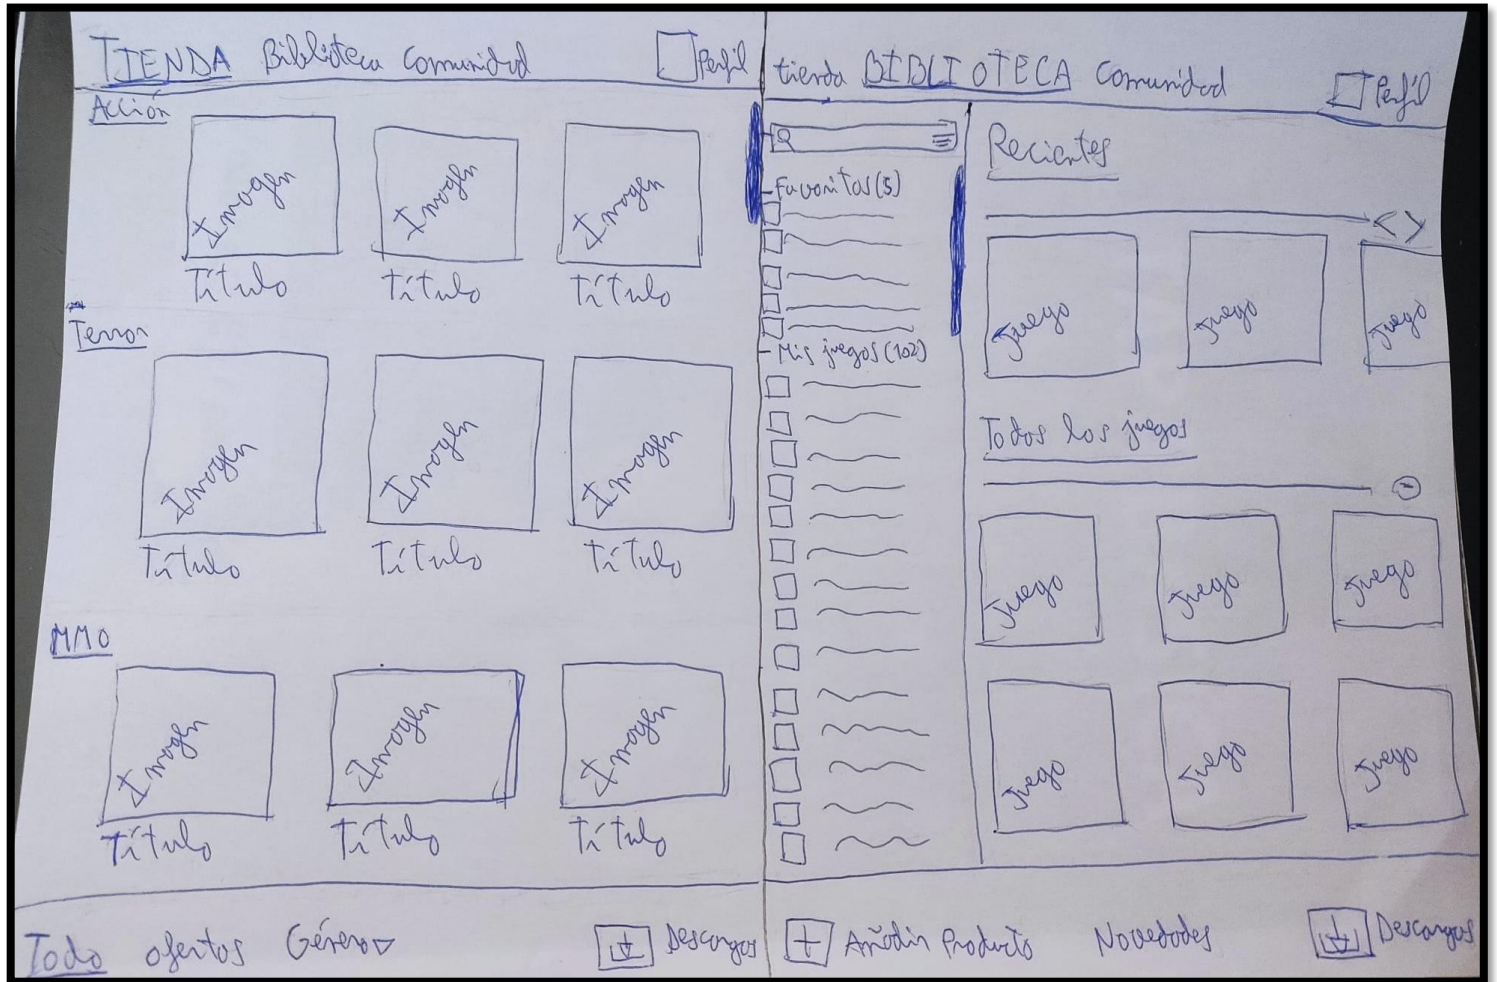 TIENDA Biblioteca Comunidad Perfil
Acción
Imagen Imagen Imagen
Título Título Título
Terror
Imagen Imagen Imagen
Título Título Título
MMO
Imagen Imagen Imagen
Título Título Título
Todo ofertas Género Descargas
tienda BIBLIOTECA Comunidad Perfil
Favoritos (5)
Mis juegos (102)
Recientes
< >
Juego Juego Juego
Todos los juegos
Juego Juego Juego
Juego Juego Juego
+ Añadir Producto Novedades Descargas